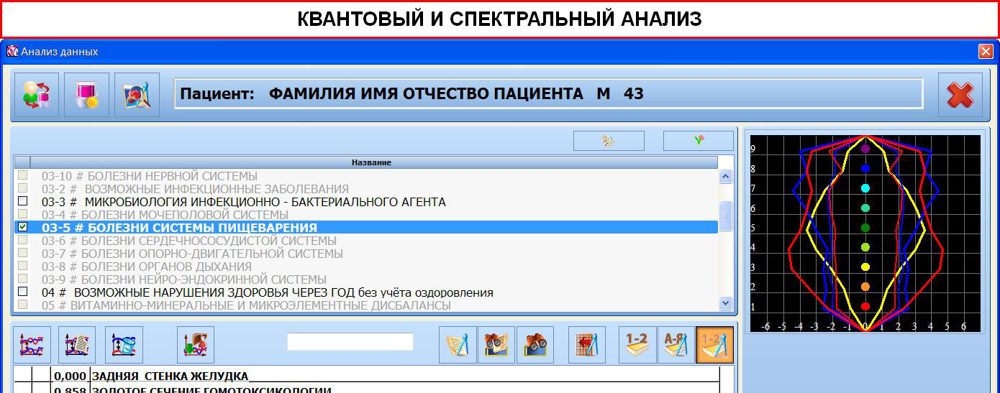 КВАНТОВЫЙ И СПЕКТРАЛЬНЫЙ АНАЛИЗ
Анализ данных
Пациент: ФАМИЛИЯ ИМЯ ОТЧЕСТВО ПАЦИЕНТА М 43
Название
03-10 # БОЛЕЗНИ НЕРВНОЙ СИСТЕМЫ
03-2 # ВОЗМОЖНЫЕ ИНФЕКЦИОННЫЕ ЗАБОЛЕВАНИЯ
03-3 # МИКРОБИОЛОГИЯ ИНФЕКЦИОННО - БАКТЕРИАЛЬНОГО АГЕНТА
03-4 # БОЛЕЗНИ МОЧЕПОЛОВОЙ СИСТЕМЫ
03-5 # БОЛЕЗНИ СИСТЕМЫ ПИЩЕВАРЕНИЯ
03-6 # БОЛЕЗНИ СЕРДЕЧНОСОСУДИСТОЙ СИСТЕМЫ
03-7 # БОЛЕЗНИ ОПОРНО-ДВИГАТЕЛЬНОЙ СИСТЕМЫ
03-8 # БОЛЕЗНИ ОРГАНОВ ДЫХАНИЯ
03-9 # БОЛЕЗНИ НЕЙРО-ЭНДОКРИННОЙ СИСТЕМЫ
04 # ВОЗМОЖНЫЕ НАРУШЕНИЯ ЗДОРОВЬЯ ЧЕРЕЗ ГОД без учёта оздоровления
05 # ВИТАМИННО-МИНЕРАЛЬНЫЕ И МИКРОЭЛЕМЕНТНЫЕ ДИСБАЛАНСЫ
9
8
7
6
5
4
3
2
1
-6 -5 -4 -3 -2 -1 0 1 2 3 4 5 6
1-2 А-Я 1-2
0,000 ЗАДНЯЯ СТЕНКА ЖЕЛУДКА
0,858 ЗОЛОТОЕ СЕЧЕНИЕ ГОМОТОКСИКОЛОГИИ